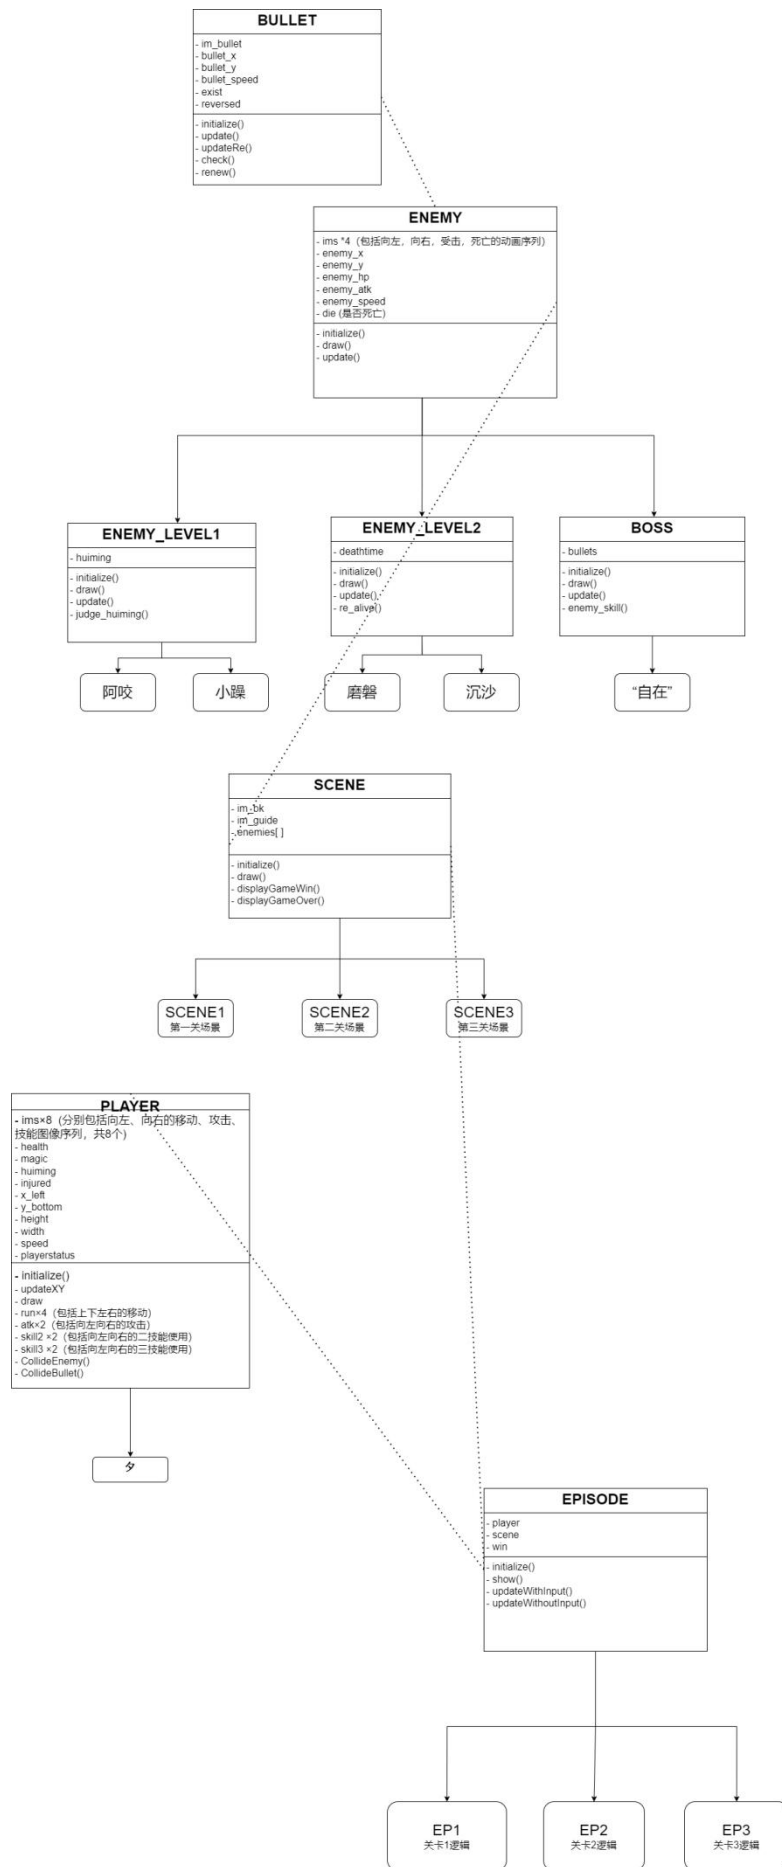 BULLET
- im_bullet
- bullet_x
- bullet_y
- bullet_speed
- exist
- reversed
- initialize()
- update()
- updateRe()
- check()
- renew()
ENEMY
- ims *4（包括向左，向右，受击，死亡的动画序列）
- enemy_x
- enemy_y
- enemy_hp
- enemy_atk
- enemy_speed
- die (是否死亡)
- initialize()
- draw()
- update()
ENEMY_LEVEL1
- huiming
- initialize()
- draw()
- update()
- judge_huiming()
阿咬
小躁
ENEMY_LEVEL2
- deathtime
- initialize()
- draw()
- update()
- re_alive()
磨磐
沉沙
BOSS
- bullets
- initialize()
- draw()
- update()
- enemy_skill()
“自在”
SCENE
- im_bk
- im_guide
- enemies[ ]
- initialize()
- draw()
- displayGameWin()
- displayGameOver()
SCENE1
第一关场景
SCENE2
第二关场景
SCENE3
第三关场景
PLAYER
- ims×8（分别包括向左、向右的移动、攻击、
技能图像序列，共8个）
- health
- magic
- huiming
- injured
- x_left
- y_bottom
- height
- width
- speed
- playerstatus
- initialize()
- updateXY
- draw
- run×4（包括上下左右的移动）
- atk×2（包括向左向右的攻击）
- skill2 ×2（包括向左向右的二技能使用）
- skill3 ×2（包括向左向右的三技能使用）
- CollideEnemy()
- CollideBullet()
夕
EPISODE
- player
- scene
- win
- initialize()
- show()
- updateWithInput()
- updateWithoutInput()
EP1
关卡1逻辑
EP2
关卡2逻辑
EP3
关卡3逻辑